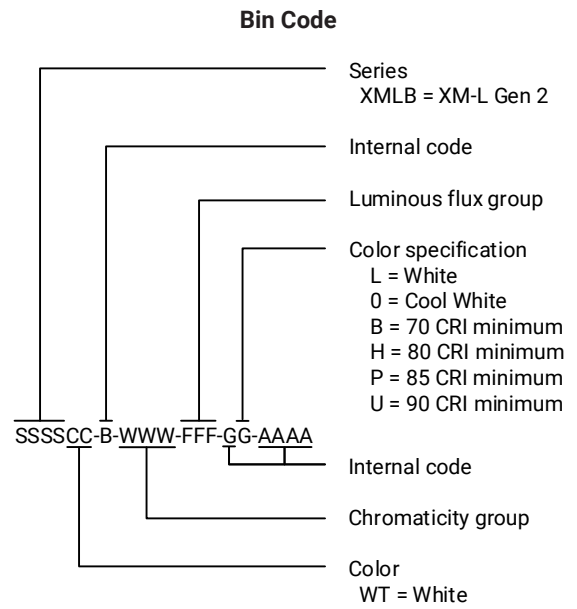 Bin Code
Series
XMLB = XM-L Gen 2
Internal code
Luminous flux group
Color specification
L = White
0 = Cool White
B = 70 CRI minimum
H = 80 CRI minimum
P = 85 CRI minimum
U = 90 CRI minimum
SSSSCC-B-WWW-FFF-GG-AAAA
Internal code
Chromaticity group
Color
WT = White